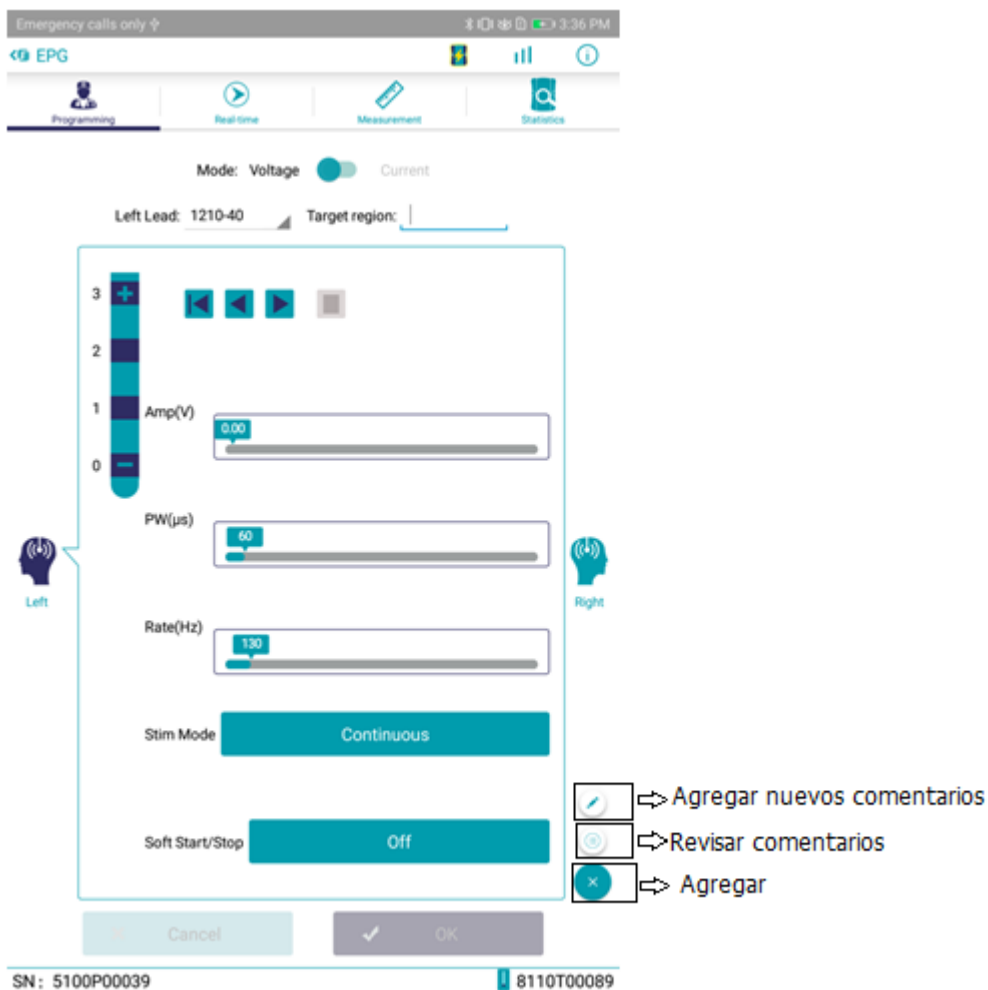 Emergency calls only
3:36 PM
EPG
Programming
Real-time
Measurement
Statistics
Mode: Voltage
Current
Left Lead: 1210-40
Target region:
3
2
1
0
Amp(V)
0.00
PW(μs)
60
Left
Right
Rate(Hz)
130
Stim Mode
Continuous
Agregar nuevos comentarios
Revisar comentarios
Soft Start/Stop
Off
Agregar
Cancel
OK
SN: 5100P00039
8110T00089